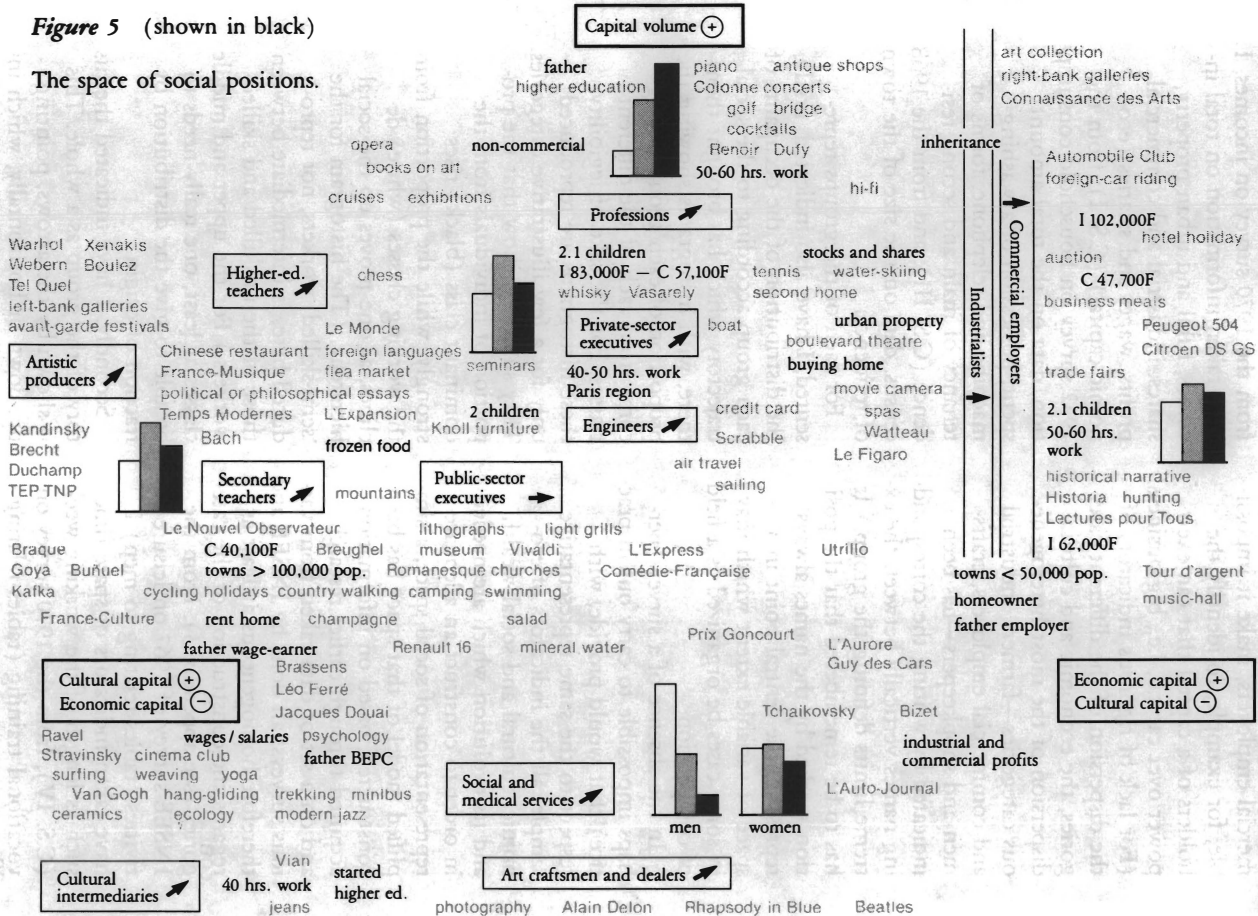 Figure 5 (shown in black)
The space of social positions.
Capital volume +
father
higher education
piano antique shops
Colonne concerts
golf bridge
cocktails
Renoir Dufy
50-60 hrs. work
art collection
right-bank galleries
Connaissance des Arts
opera
books on art
non-commercial
inheritance
Automobile Club
foreign-car riding
cruises exhibitions
hi-fi
Professions
I 102,000F
hotel holiday
Warhol Xenakis
Webern Boulez
Tel Quel
left-bank galleries
avant-garde festivals
Higher-ed.
teachers
chess
2.1 children
I 83,000F – C 57,100F
whisky Vasarely
stocks and shares
tennis water-skiing
second home
Industrialists
Commercial employers
auction
C 47,700F
business meals
Peugeot 504
Citroen DS GS
Artistic
producers
Chinese restaurant
France-Musique
political or philosophical essays
Temps Modernes
Le Monde
foreign languages
flea market
L'Expansion
seminars
Private-sector
executives
boat
urban property
boulevard theatre
buying home
40-50 hrs. work
Paris region
movie camera
spas
Watteau
Le Figaro
trade fairs
2.1 children
50-60 hrs.
work
Kandinsky
Brecht
Duchamp
TEP TNP
Bach
frozen food
2 children
Knoll furniture
Engineers
credit card
Scrabble
air travel
sailing
Secondary
teachers
mountains
Public-sector
executives
historical narrative
Historia hunting
Lectures pour Tous
I 62,000F
Le Nouvel Observateur
lithographs light grills
Braque
Goya Buñuel
Kafka
C 40,100F
towns > 100,000 pop.
Breughel museum Vivaldi
Romanesque churches
L'Express
Comédie-Française
Utrillo
cycling holidays country walking camping swimming
towns < 50,000 pop.
homeowner
father employer
Tour d'argent
music-hall
France-Culture
rent home
champagne
salad
father wage-earner
Renault 16
mineral water
Prix Goncourt
L'Aurore
Guy des Cars
Cultural capital +
Economic capital −
Brassens
Léo Ferré
Jacques Douai
Economic capital +
Cultural capital −
Tchaikovsky Bizet
Ravel
wages / salaries
psychology
Stravinsky cinema club
father BEPC
surfing weaving yoga
Van Gogh hang-gliding trekking minibus
ceramics ecology modern jazz
industrial and
commercial profits
Social and
medical services
men
women
L'Auto-Journal
Cultural
intermediaries
Vian
40 hrs. work
jeans
started
higher ed.
Art craftsmen and dealers
photography Alain Delon Rhapsody in Blue Beatles